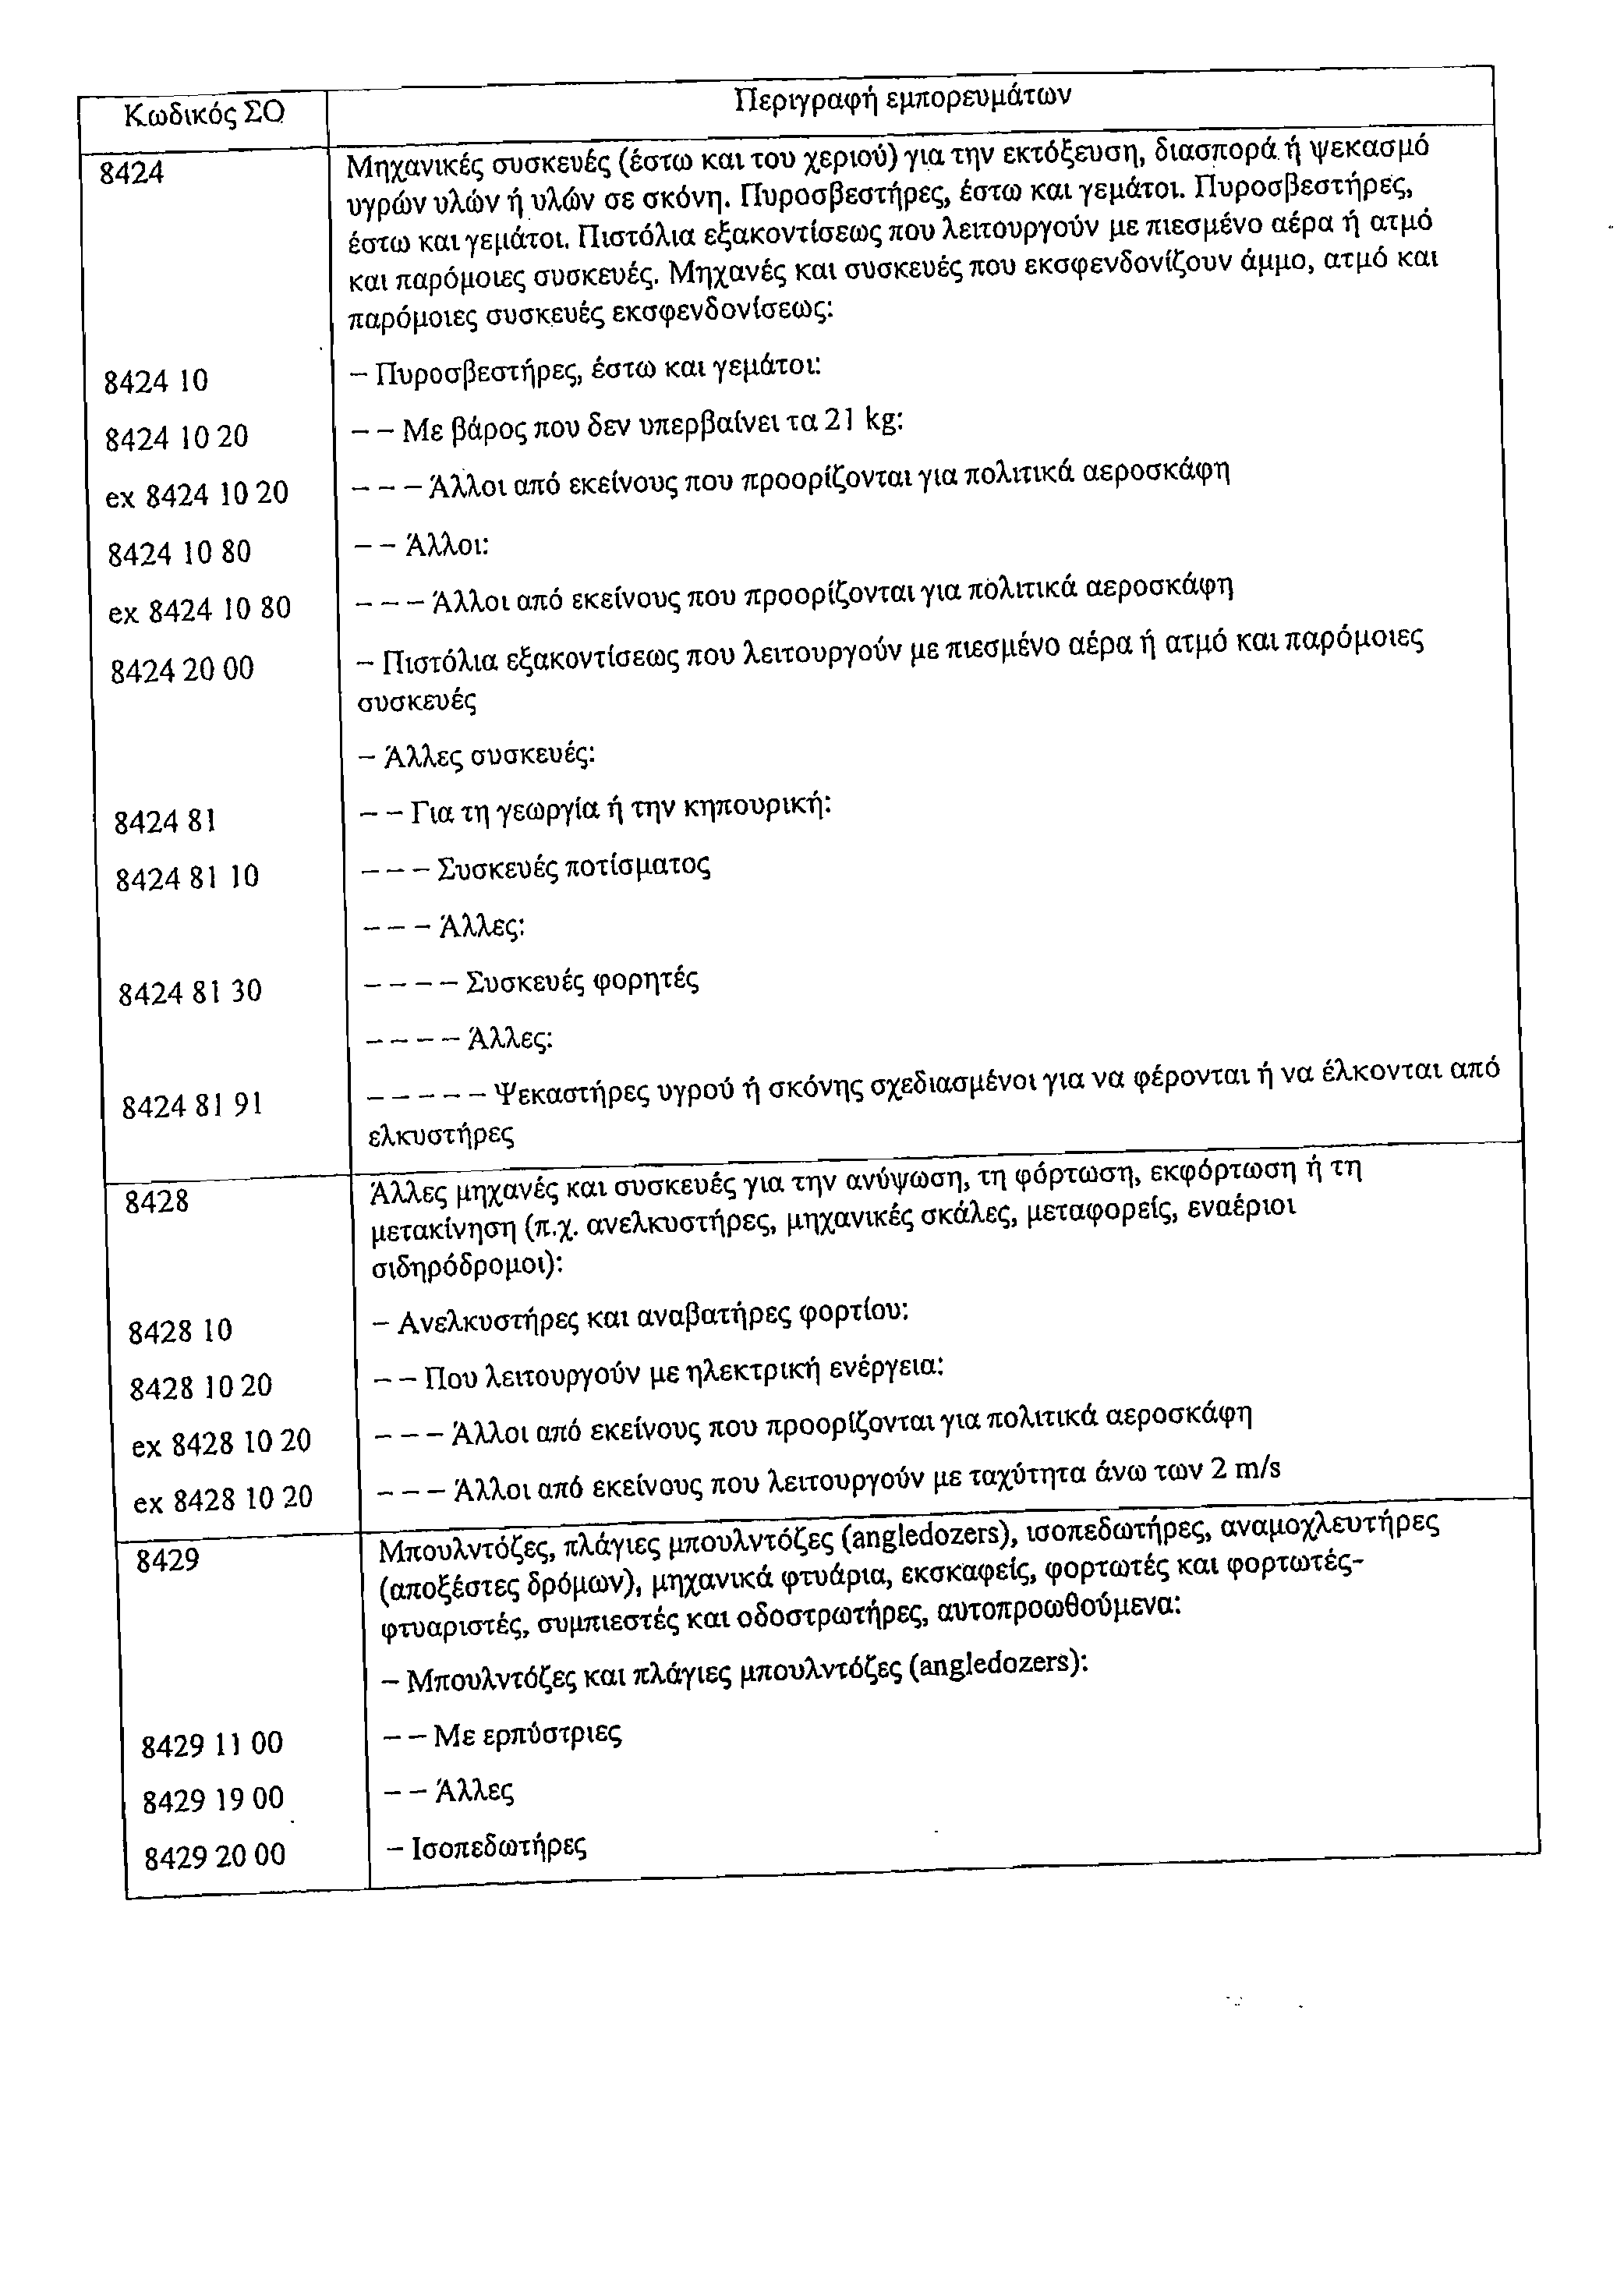 Κωδικός ΣΟ Περιγραφή εμπορευμάτων
8424 Μηχανικές συσκευές (έστω και του χεριού) για την εκτόξευση, διασπορά ή ψεκασμό
υγρών υλών ή υλών σε σκόνη. Πυροσβεστήρες, έστω και γεμάτοι. Πυροσβεστήρες,
έστω και γεμάτοι. Πιστόλια εξακοντίσεως που λειτουργούν με πιεσμένο αέρα ή ατμό
και παρόμοιες συσκευές. Μηχανές και συσκευές που εκσφενδονίζουν άμμο, ατμό και
παρόμοιες συσκευές εκσφενδονίσεως:
8424 10 – Πυροσβεστήρες, έστω και γεμάτοι:
8424 10 20 – – Με βάρος που δεν υπερβαίνει τα 21 kg:
ex 8424 10 20 – – – Άλλοι από εκείνους που προορίζονται για πολιτικά αεροσκάφη
8424 10 80 – – Άλλοι:
ex 8424 10 80 – – – Άλλοι από εκείνους που προορίζονται για πολιτικά αεροσκάφη
8424 20 00 – Πιστόλια εξακοντίσεως που λειτουργούν με πιεσμένο αέρα ή ατμό και παρόμοιες
συσκευές
– Άλλες συσκευές:
8424 81 – – Για τη γεωργία ή την κηπουρική:
8424 81 10 – – – Συσκευές ποτίσματος
– – – Άλλες:
8424 81 30 – – – – Συσκευές φορητές
– – – – Άλλες:
8424 81 91 – – – – – Ψεκαστήρες υγρού ή σκόνης σχεδιασμένοι για να φέρονται ή να έλκονται από
ελκυστήρες
8428 Άλλες μηχανές και συσκευές για την ανύψωση, τη φόρτωση, εκφόρτωση ή τη
μετακίνηση (π.χ. ανελκυστήρες, μηχανικές σκάλες, μεταφορείς, εναέριοι
σιδηρόδρομοι):
8428 10 – Ανελκυστήρες και αναβατήρες φορτίου:
8428 10 20 – – Που λειτουργούν με ηλεκτρική ενέργεια:
ex 8428 10 20 – – – Άλλοι από εκείνους που προορίζονται για πολιτικά αεροσκάφη
ex 8428 10 20 – – – Άλλοι από εκείνους που λειτουργούν με ταχύτητα άνω των 2 m/s
8429 Μπουλντόζες, πλάγιες μπουλντόζες (angledozers), ισοπεδωτήρες, αναμοχλευτήρες
(αποξέστες δρόμων), μηχανικά φτυάρια, εκσκαφείς, φορτωτές και φορτωτές-
φτυαριστές, συμπιεστές και οδοστρωτήρες, αυτοπροωθούμενα:
– Μπουλντόζες και πλάγιες μπουλντόζες (angledozers):
8429 11 00 – – Με ερπύστριες
8429 19 00 – – Άλλες
8429 20 00 – Ισοπεδωτήρες